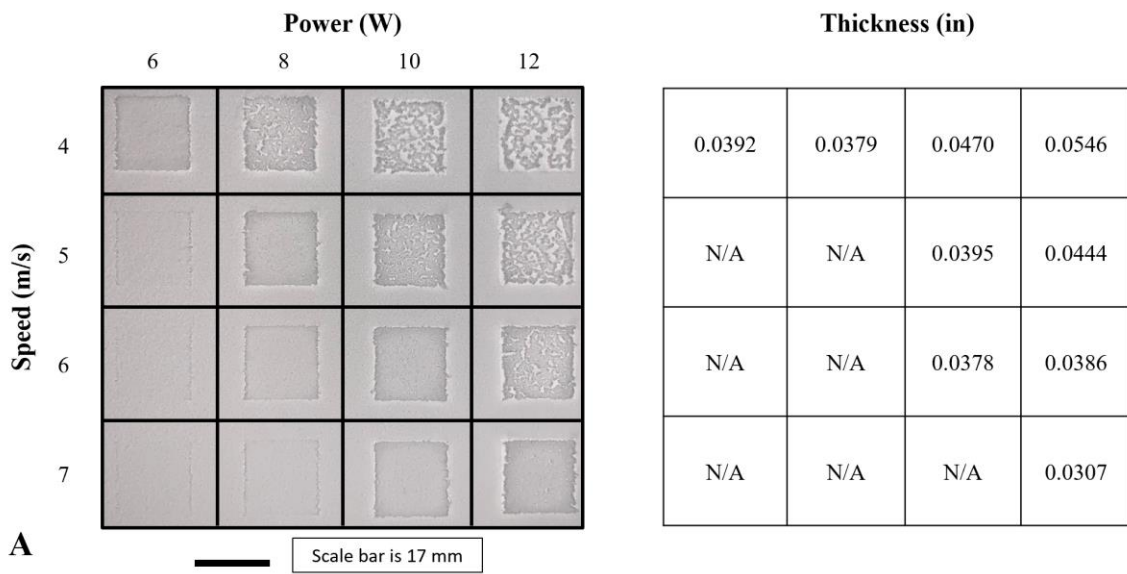 Power (W)
6 8 10 12
Speed (m/s)
4
5
6
7
A
Scale bar is 17 mm
Thickness (in)
0.0392 0.0379 0.0470 0.0546
N/A N/A 0.0395 0.0444
N/A N/A 0.0378 0.0386
N/A N/A N/A 0.0307